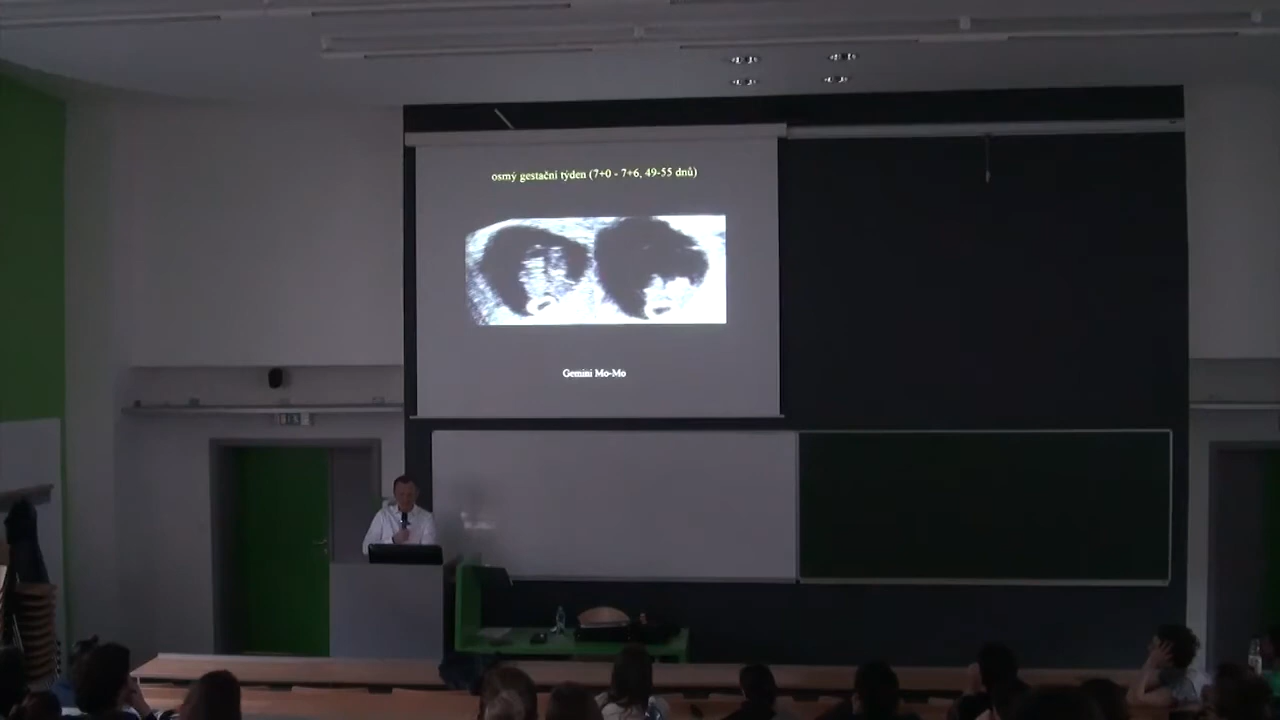 osmý gestační týden (7+0 - 7+6, 49-55 dnů)
Gemini Mo-Mo